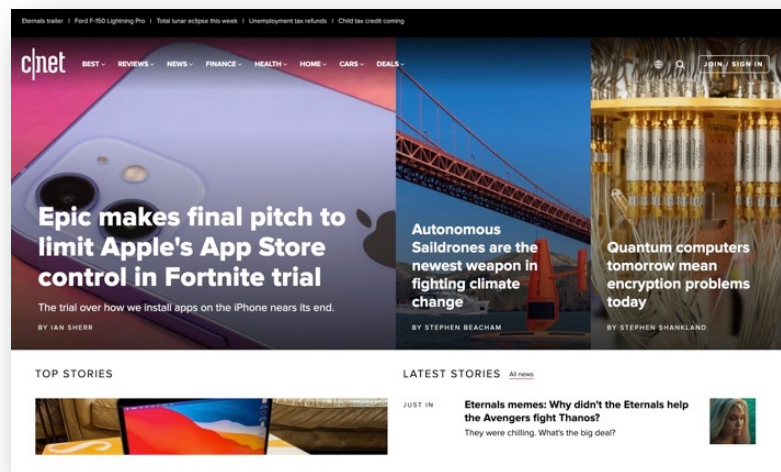 Eternals trailer | Ford F-150 Lightning Pro | Total lunar eclipse this week | Unemployment tax refunds | Child tax credit coming
c|net BEST REVIEWS NEWS FINANCE HEALTH HOME CARS DEALS JOIN / SIGN IN
Epic makes final pitch to
limit Apple's App Store
control in Fortnite trial
The trial over how we install apps on the iPhone nears its end.
BY IAN SHERR
Autonomous
Saildrones are the
newest weapon in
fighting climate
change
BY STEPHEN BEACHAM
Quantum computers
tomorrow mean
encryption problems
today
BY STEPHEN SHANKLAND
TOP STORIES
LATEST STORIES All news
JUST IN
Eternals memes: Why didn't the Eternals help
the Avengers fight Thanos?
They were chilling. What's the big deal?